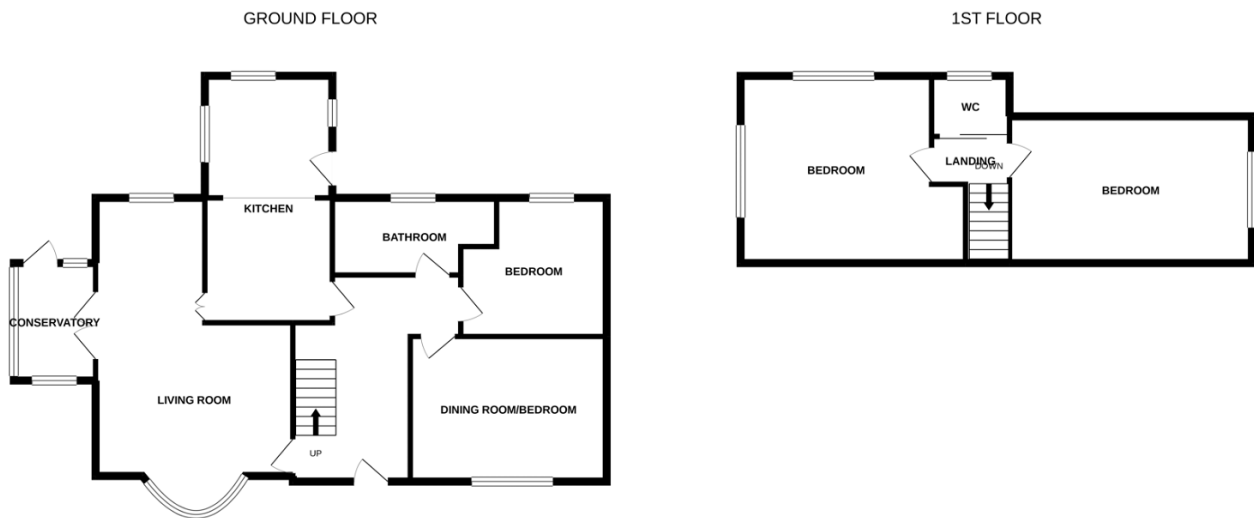 GROUND FLOOR
KITCHEN
BATHROOM
BEDROOM
CONSERVATORY
LIVING ROOM
DINING ROOM/BEDROOM
UP
1ST FLOOR
WC
LANDING
DOWN
BEDROOM
BEDROOM